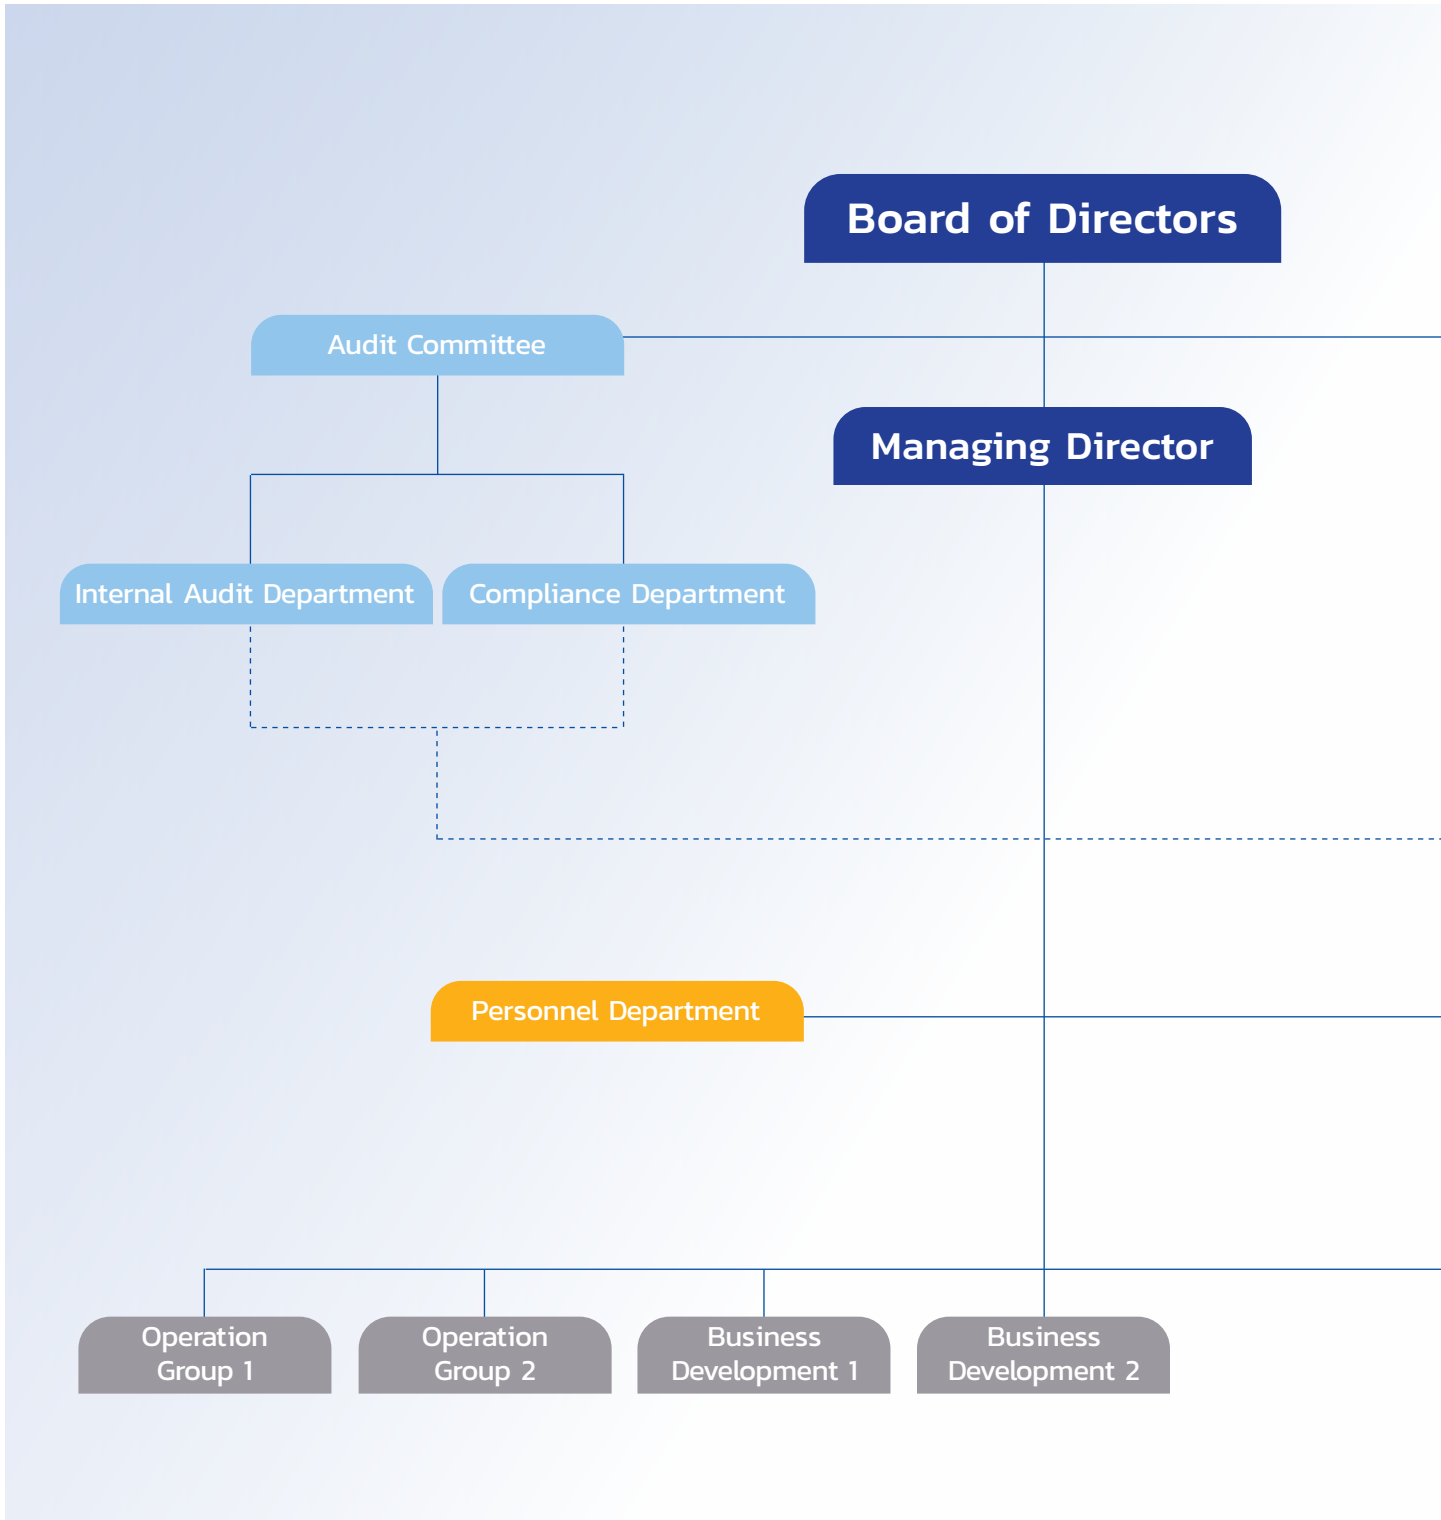 Board of Directors
Audit Committee
Managing Director
Internal Audit Department
Compliance Department
Personnel Department
Operation
Group 1
Operation
Group 2
Business
Development 1
Business
Development 2